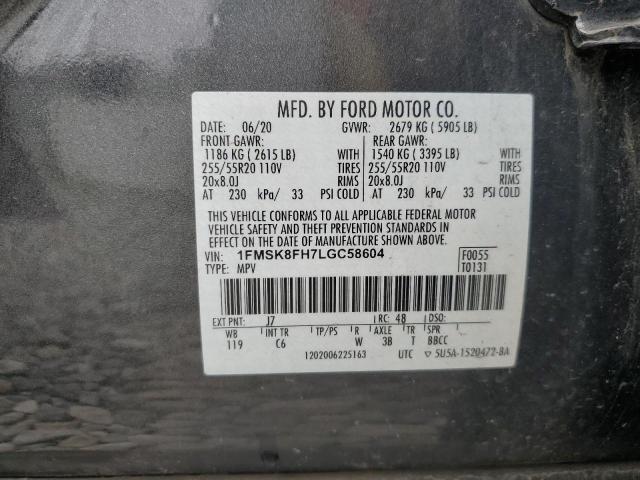 MFD. BY FORD MOTOR CO.
DATE: 06/20 GVWR: 2679 KG ( 5905 LB)
FRONT GAWR: REAR GAWR:
1186 KG ( 2615 LB) WITH 1540 KG ( 3395 LB) WITH
255/55R20 110V TIRES 255/55R20 110V TIRES
20x8.0J RIMS 20x8.0J RIMS
AT 230 kPa/ 33 PSI COLD AT 230 kPa/ 33 PSI COLD
THIS VEHICLE CONFORMS TO ALL APPLICABLE FEDERAL MOTOR
VEHICLE SAFETY AND THEFT PREVENTION STANDARDS IN
EFFECT ON THE DATE OF MANUFACTURE SHOWN ABOVE.
VIN: 1FMSK8FH7LGC58604 F0055
TYPE: MPV T0131
EXT PNT: J7 RC: 48 DSO:
WB INT TR TP/PS R AXLE TR SPR
119 C6 W 3B T BBCC
1202006225163 UTC ▽ 5U5A-1520472-BA